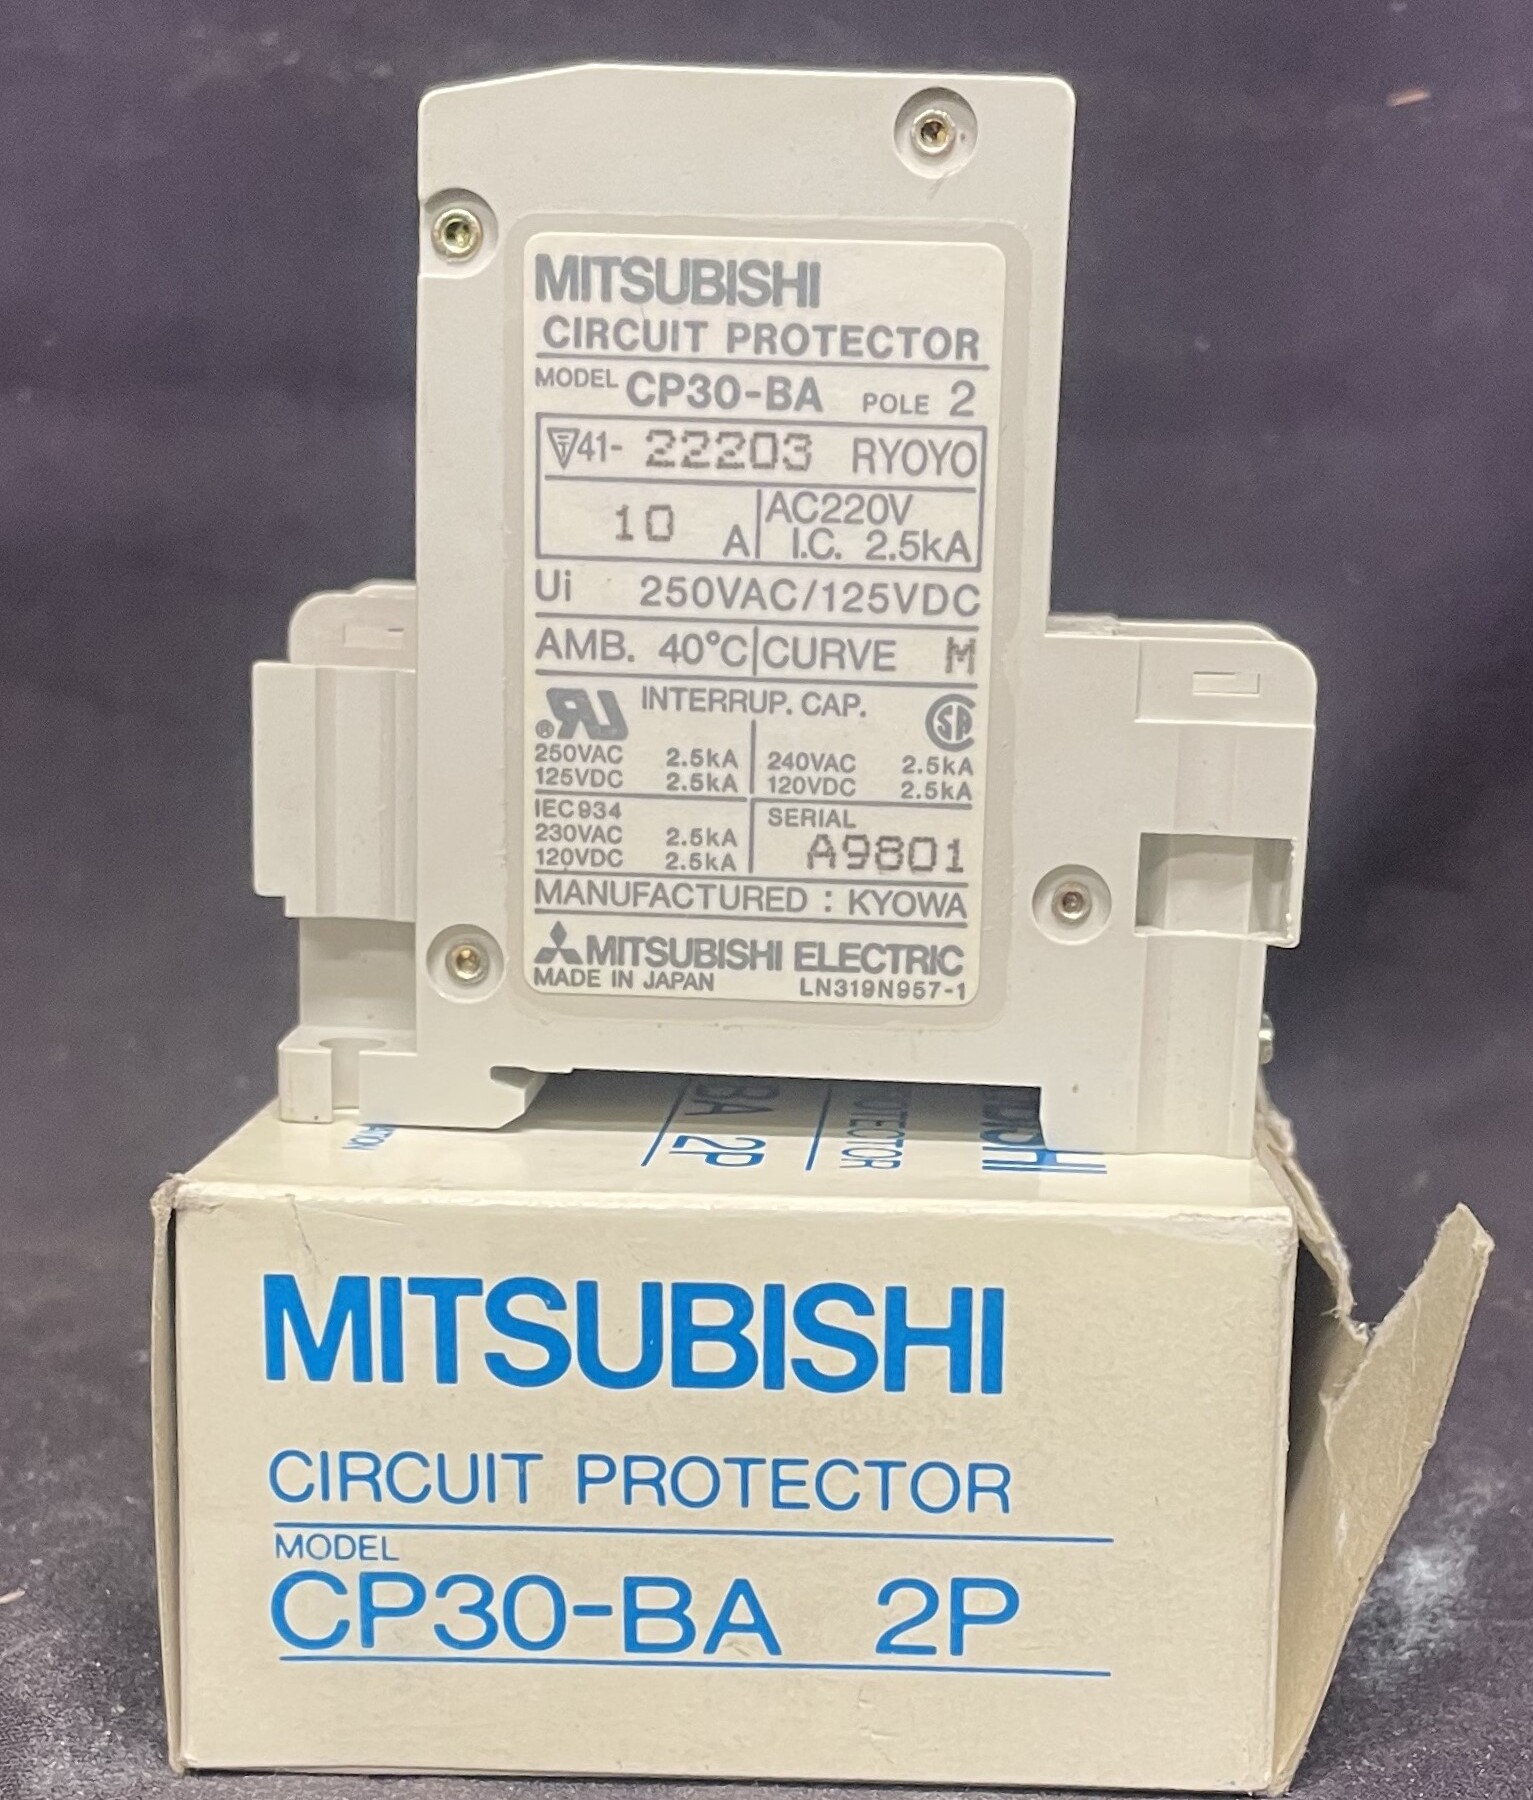 MITSUBISHI
CIRCUIT PROTECTOR
MODEL CP30-BA POLE 2
41-22203 RYOYO
10 A AC220V
I.C. 2.5kA
Ui 250VAC/125VDC
AMB. 40°C CURVE M
INTERRUP. CAP.
250VAC 2.5kA 240VAC 2.5kA
125VDC 2.5kA 120VDC 2.5kA
IEC934 SERIAL
230VAC 2.5kA A9801
120VDC 2.5kA
MANUFACTURED : KYOWA
MITSUBISHI ELECTRIC
MADE IN JAPAN LN319N957-1
BA 2P
MITSUBISHI
CIRCUIT PROTECTOR
MODEL
CP30-BA 2P